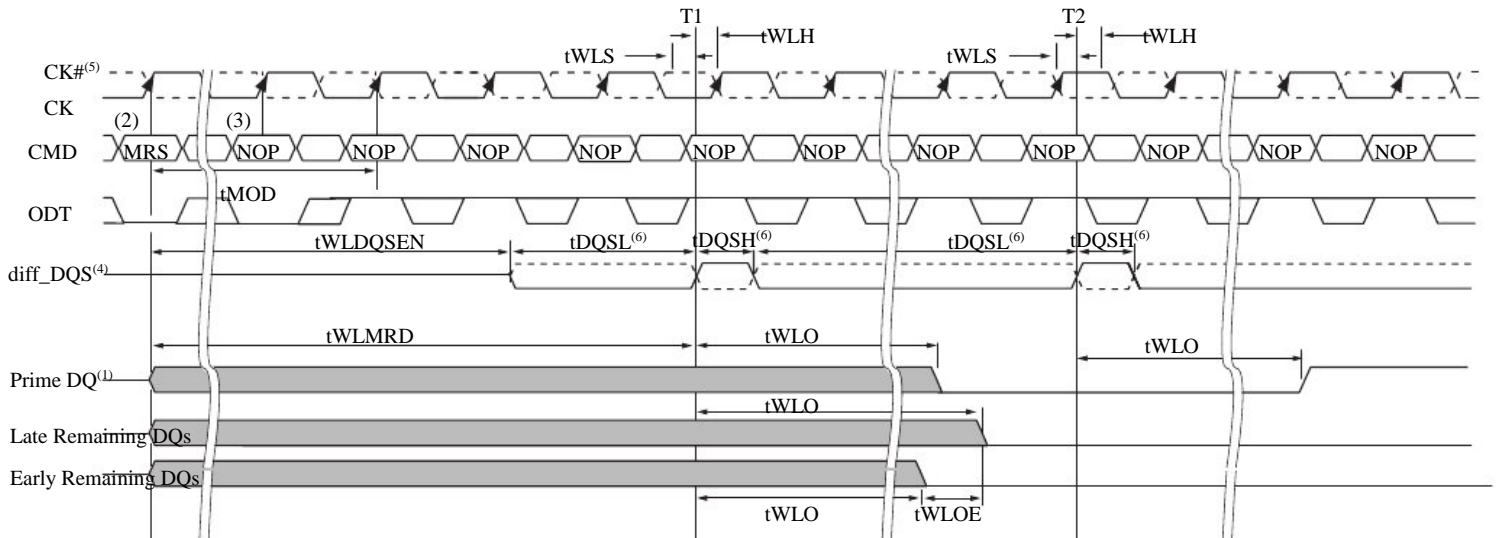 T1 T2
tWLH tWLH
tWLS tWLS
CK#(5)
CK
(2) (3)
CMD MRS NOP NOP NOP NOP NOP NOP NOP NOP NOP NOP NOP
tMOD
ODT
tWLDQSEN tDQSL(6) tDQSH(6) tDQSL(6) tDQSH(6)
diff_DQS(4)
tWLMRD tWLO tWLO
Prime DQ(1)
tWLO
Late Remaining DQs
Early Remaining DQs
tWLO tWLOE